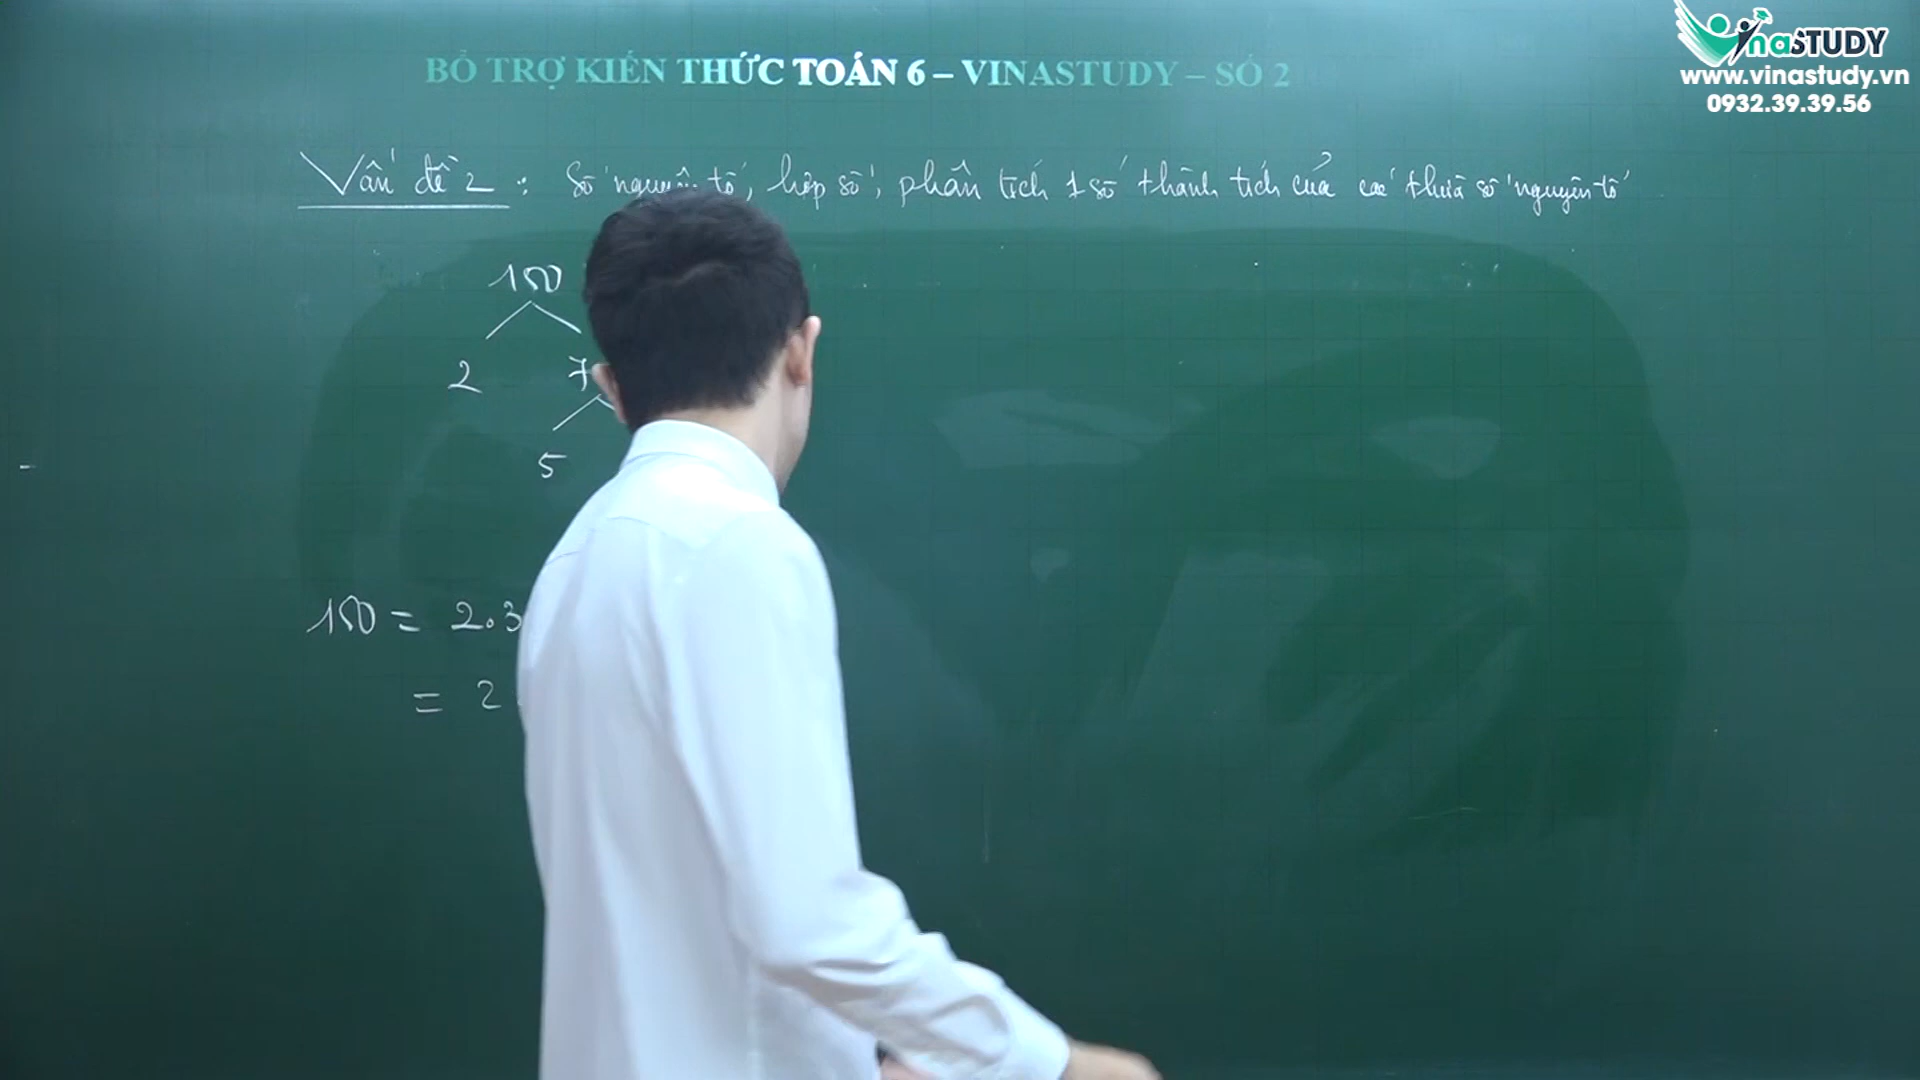 VinaSTUDY
www.vinastudy.vn
0932.39.39.56
BỔ TRỢ KIẾN THỨC TOÁN 6 – VINASTUDY – SỐ 2
Vấn đề 2 : Số nguyên tố, hợp số, phân tích 1 số thành tích của các thừa số nguyên tố
150
2 7
5
150 = 2.3
= 2